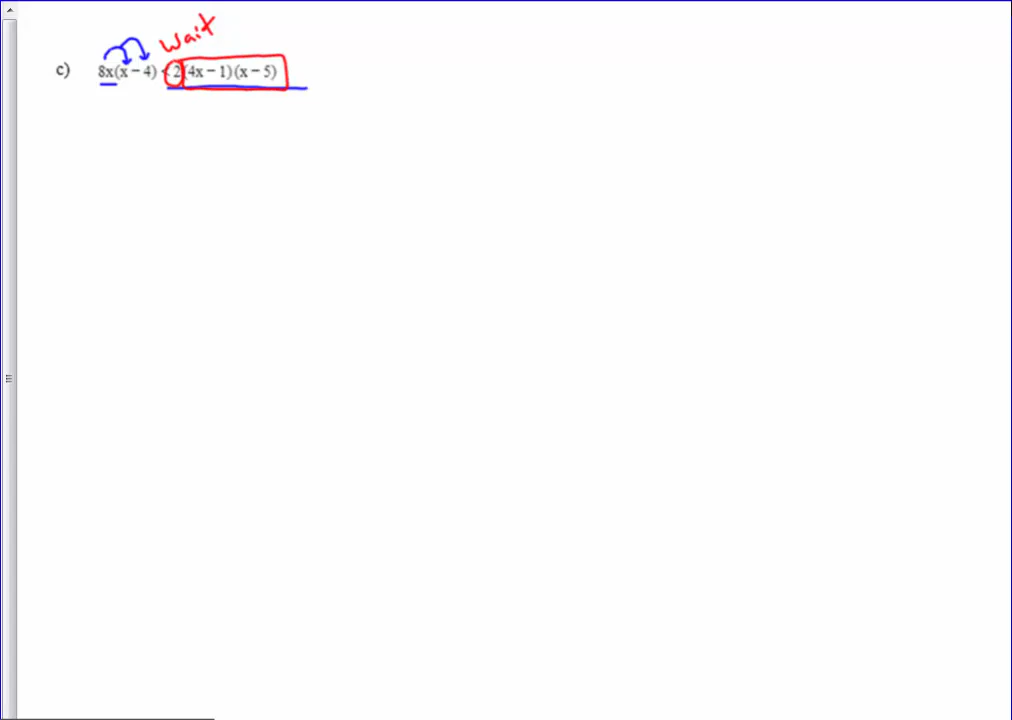 wait
c) 8x(x – 4) - 2(4x – 1)(x – 5)